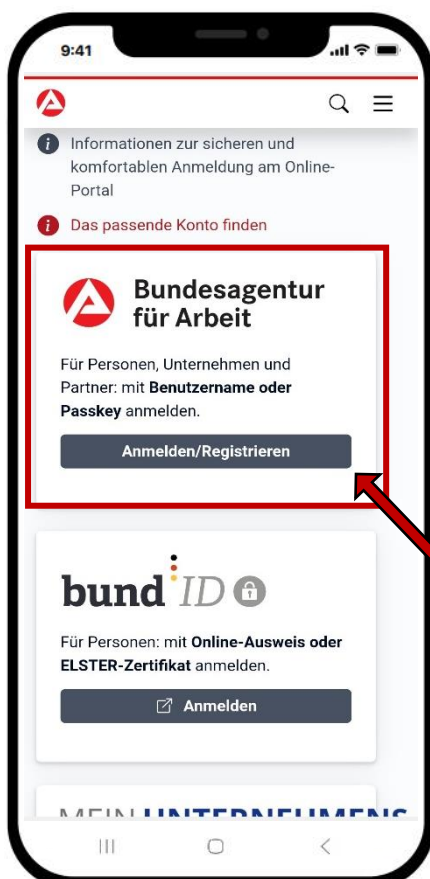 9:41
Informationen zur sicheren und
komfortablen Anmeldung am Online-
Portal
Das passende Konto finden
Bundesagentur
für Arbeit
Für Personen, Unternehmen und
Partner: mit Benutzername oder
Passkey anmelden.
Anmelden/Registrieren
bund ID
Für Personen: mit Online-Ausweis oder
ELSTER-Zertifikat anmelden.
Anmelden
MEIN UNTERNEHMENS